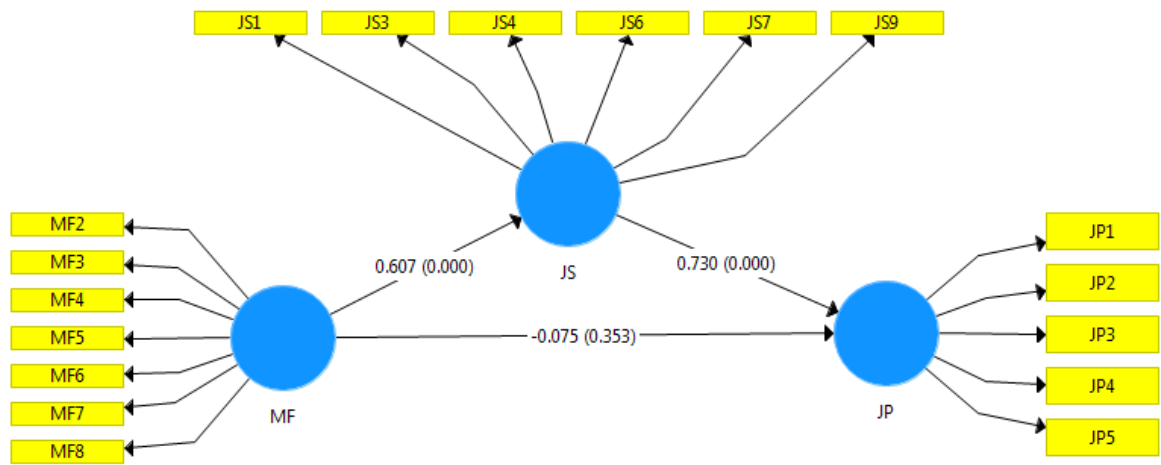 JS1 JS3 JS4 JS6 JS7 JS9
MF2
MF3
MF4
MF5
MF6
MF7
MF8
MF
0.607 (0.000)
JS
0.730 (0.000)
-0.075 (0.353)
JP
JP1
JP2
JP3
JP4
JP5